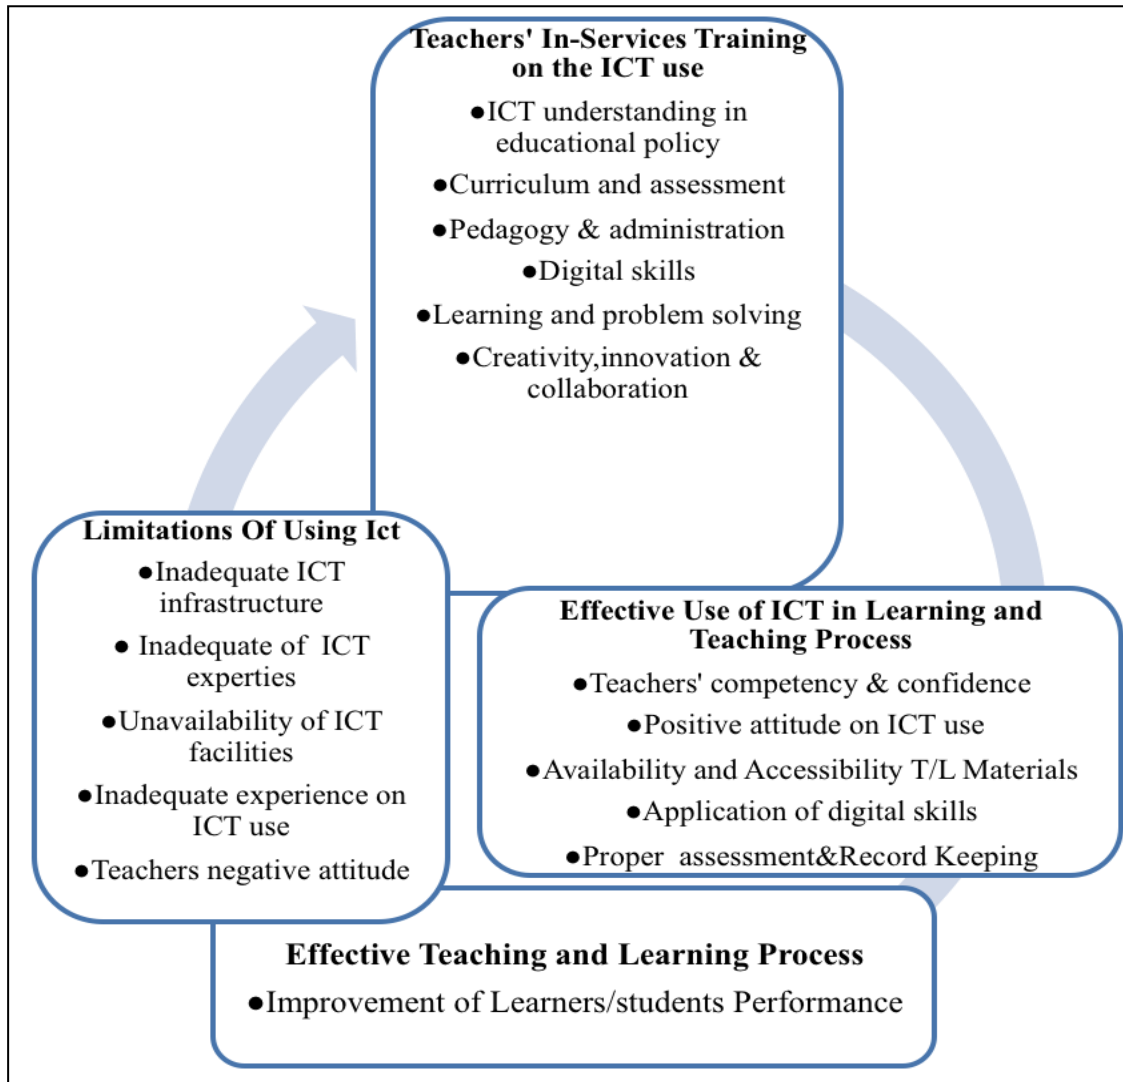 Teachers' In-Services Training
on the ICT use
●ICT understanding in
educational policy
●Curriculum and assessment
●Pedagogy & administration
●Digital skills
●Learning and problem solving
●Creativity,innovation &
collaboration
Limitations Of Using Ict
●Inadequate ICT
infrastructure
● Inadequate of ICT
experties
●Unavailability of ICT
facilities
●Inadequate experience on
ICT use
●Teachers negative attitude
Effective Use of ICT in Learning and
Teaching Process
●Teachers' competency & confidence
●Positive attitude on ICT use
●Availability and Accessibility T/L Materials
●Application of digital skills
●Proper assessment&Record Keeping
Effective Teaching and Learning Process
●Improvement of Learners/students Performance